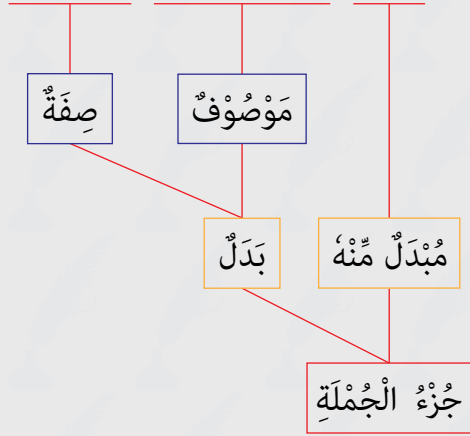 مَوْصُوْفٌ
صِفَةٌ
مُبْدَلٌ مِّنْهُ
بَدَلٌ
جُزْءُ الْجُمْلَةِ